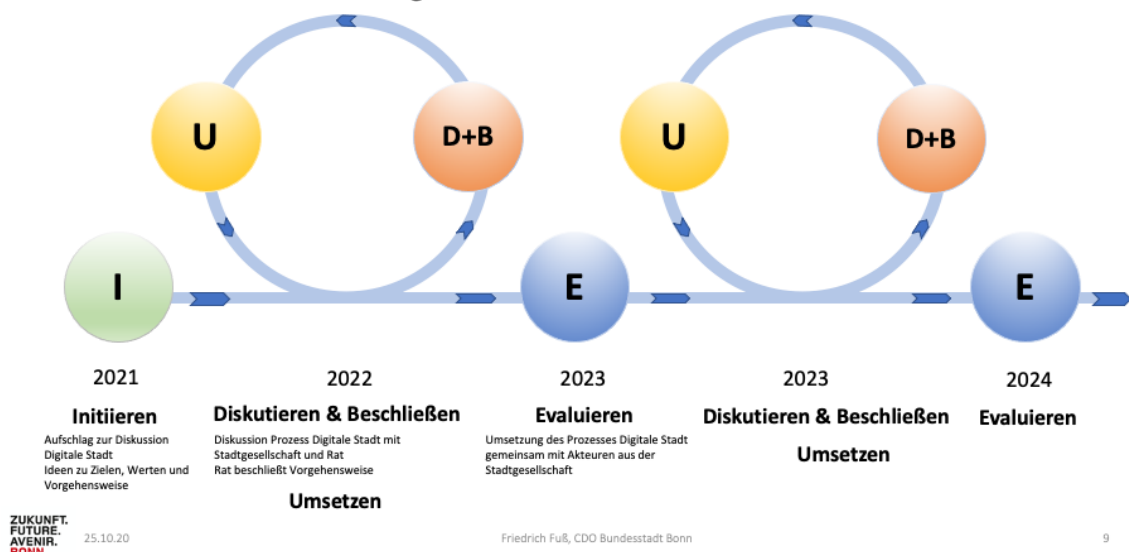 U
D+B
U
D+B
I
E
E
2021
2022
2023
2023
2024
Initiieren
Aufschlag zur Diskussion
Digitale Stadt
Ideen zu Zielen, Werten und
Vorgehensweise
Diskutieren & Beschließen
Diskussion Prozess Digitale Stadt mit
Stadtgesellschaft und Rat
Rat beschließt Vorgehensweise
Umsetzen
Evaluieren
Umsetzung des Prozesses Digitale Stadt
gemeinsam mit Akteuren aus der
Stadtgesellschaft
Diskutieren & Beschließen
Umsetzen
Evaluieren
ZUKUNFT.
FUTURE.
AVENIR.
BONN
25.10.20
Friedrich Fuß, CDO Bundesstadt Bonn
9